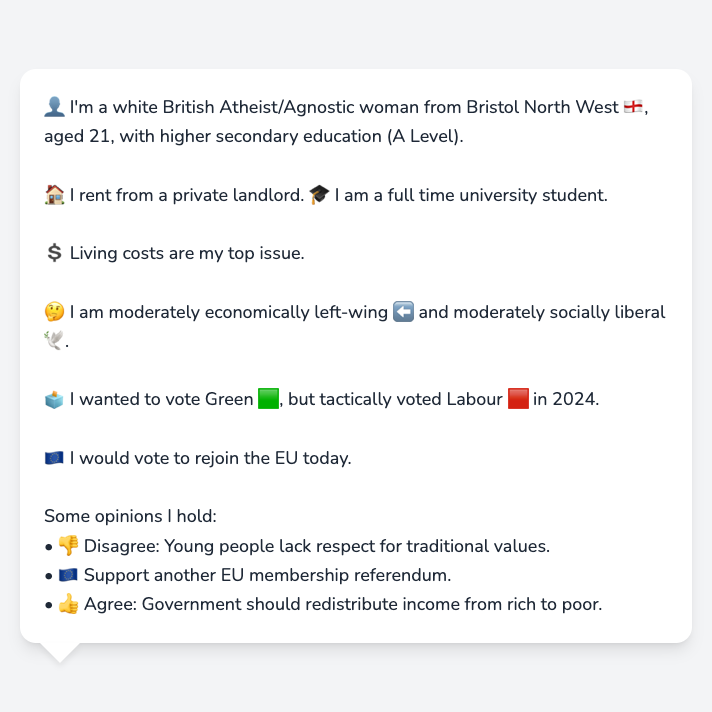 👤 I'm a white British Atheist/Agnostic woman from Bristol North West 🏴󠁧󠁢󠁥󠁮󠁧󠁿,
aged 21, with higher secondary education (A Level).
🏠 I rent from a private landlord. 🎓 I am a full time university student.
💲 Living costs are my top issue.
🤔 I am moderately economically left-wing ⬅️ and moderately socially liberal
🕊️.
🗳️ I wanted to vote Green 🟩, but tactically voted Labour 🟥 in 2024.
🇪🇺 I would vote to rejoin the EU today.
Some opinions I hold:
• 👎 Disagree: Young people lack respect for traditional values.
• 🇪🇺 Support another EU membership referendum.
• 👍 Agree: Government should redistribute income from rich to poor.